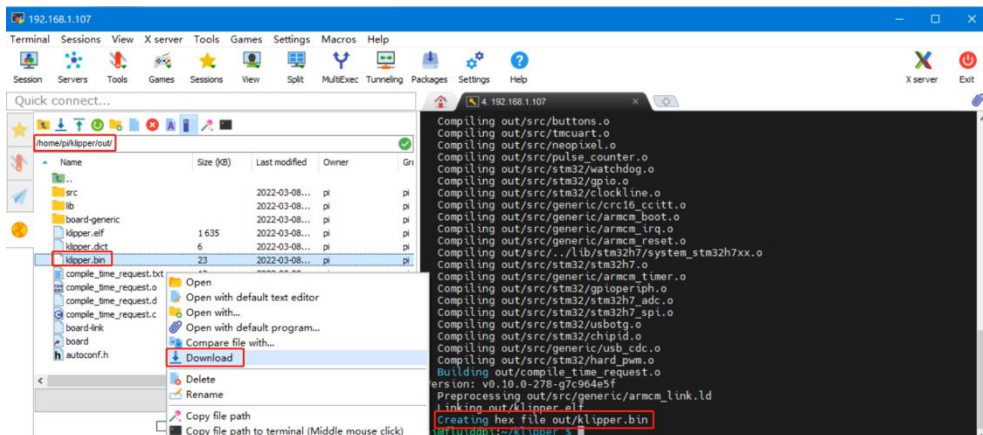 192.168.1.107
Terminal Sessions View X server Tools Games Settings Macros Help
Session Servers Tools Games Sessions View Split MultiExec Tunneling Packages Settings Help X server Exit
Quick connect...
4. 192.168.1.107
/home/pi/klipper/out/
Name Size (KB) Last modified Owner Gr
..
src 2022-03-08... pi pi
lib 2022-03-08... pi pi
board-generic 2022-03-08... pi pi
klipper.elf 1 635 2022-03-08... pi pi
klipper.dict 6 2022-03-08... pi pi
klipper.bin 23 2022-03-08... pi pi
compile_time_request.txt
compile_time_request.o
compile_time_request.d
compile_time_request.c
board-link
board
autoconf.h
Open
Open with default text editor
Open with...
Open with default program...
Compare file with...
Download
Delete
Rename
Copy file path
Copy file path to terminal (Middle mouse click)
Compiling out/src/buttons.o
Compiling out/src/tmcuart.o
Compiling out/src/neopixel.o
Compiling out/src/pulse_counter.o
Compiling out/src/stm32/watchdog.o
Compiling out/src/stm32/gpio.o
Compiling out/src/stm32/clockline.o
Compiling out/src/generic/crc16_ccitt.o
Compiling out/src/generic/armcm_boot.o
Compiling out/src/generic/armcm_irq.o
Compiling out/src/generic/armcm_reset.o
Compiling out/src/../lib/stm32h7/system_stm32h7xx.o
Compiling out/src/stm32/stm32h7.o
Compiling out/src/generic/armcm_timer.o
Compiling out/src/stm32/gpioperiph.o
Compiling out/src/stm32/stm32h7_adc.o
Compiling out/src/stm32/stm32h7_spi.o
Compiling out/src/stm32/usbotg.o
Compiling out/src/stm32/chipid.o
Compiling out/src/generic/usb_cdc.o
Compiling out/src/stm32/hard_pwm.o
Building out/compile_time_request.o
ersion: v0.10.0-278-g7c964e5f
Preprocessing out/src/generic/armcm_link.ld
Linking out/klipper.elf
Creating hex file out/klipper.bin
i@fluiddpi:~/klipper $